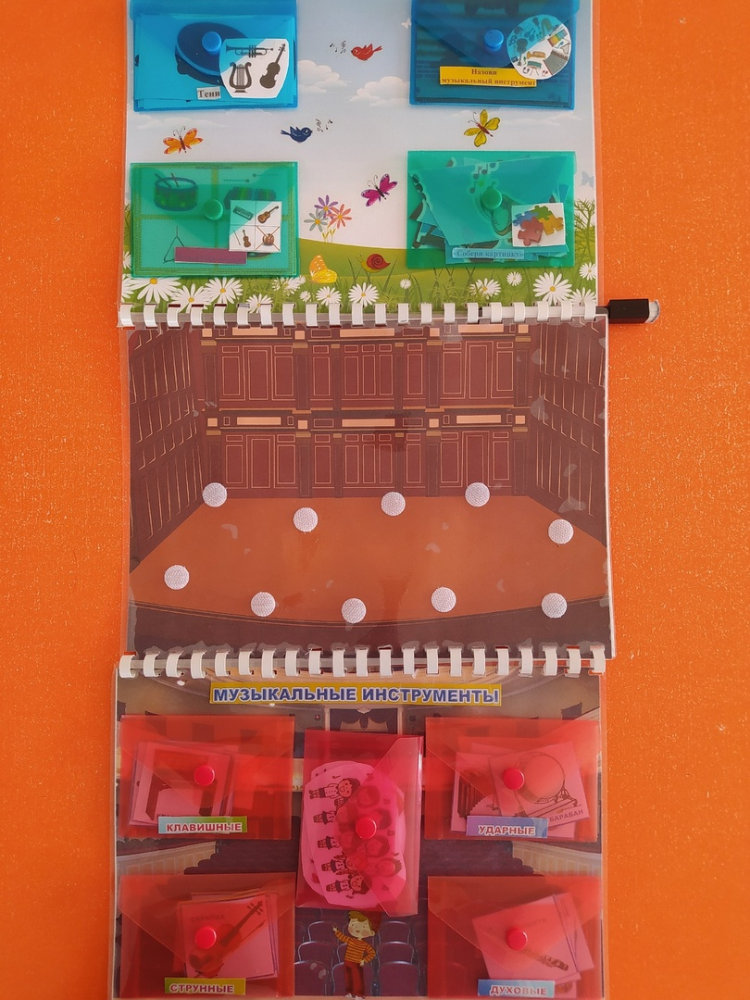 Тени
Назови
музыкальный инструмент
«Собери картинку»
МУЗЫКАЛЬНЫЕ ИНСТРУМЕНТЫ
КЛАВИШНЫЕ
УДАРНЫЕ
БАРАБАН
СТРУННЫЕ
ДУХОВЫЕ